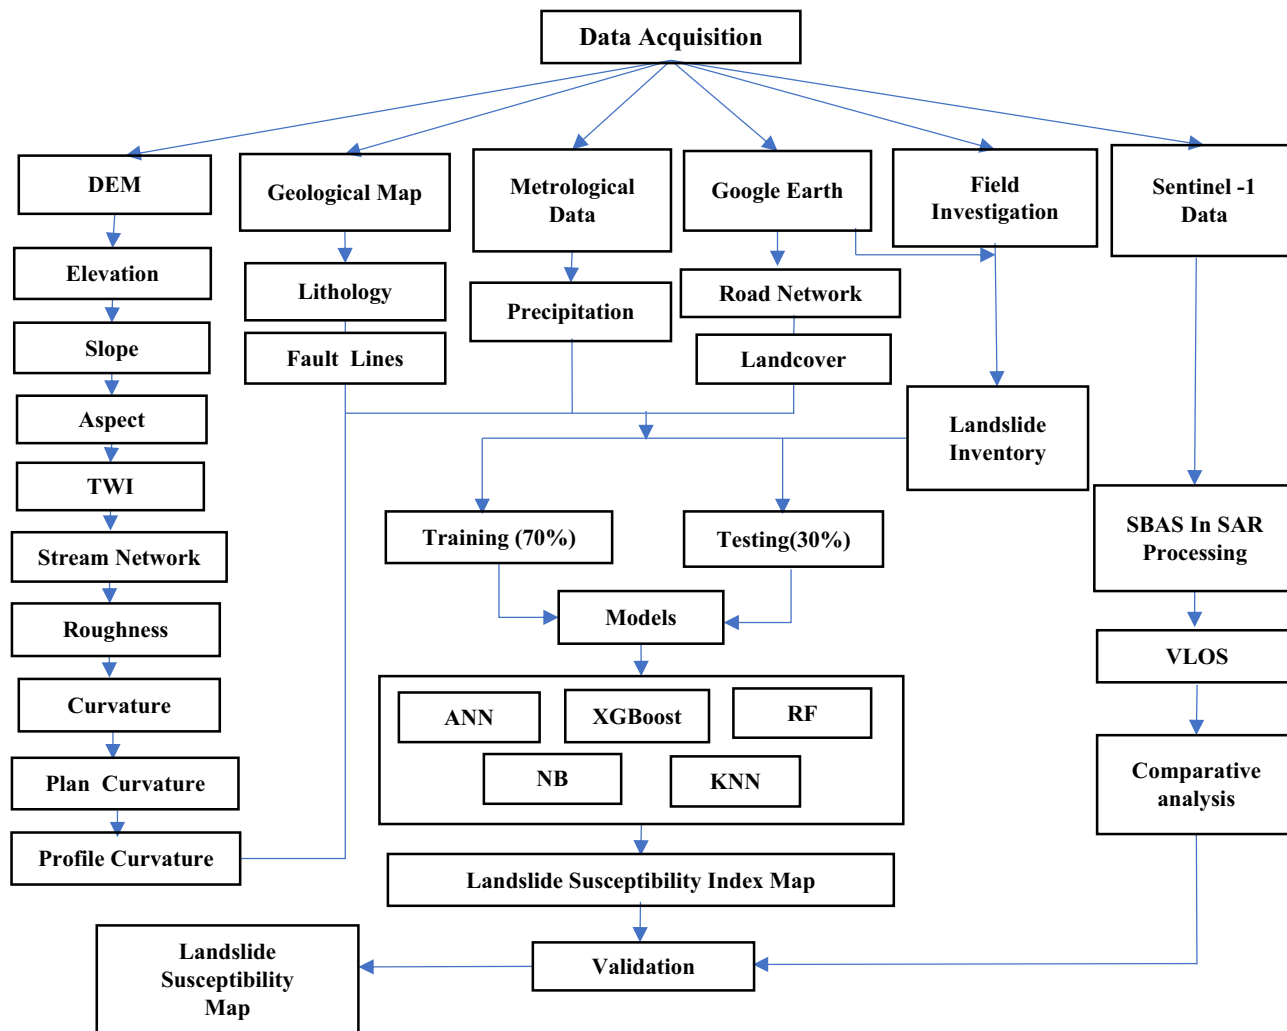 Data Acquisition
DEM
Geological Map
Metrological
Data
Google Earth
Field
Investigation
Sentinel -1
Data
Elevation
Lithology
Precipitation
Road Network
Slope
Fault Lines
Landcover
Aspect
Landslide
Inventory
TWI
Stream Network
Training (70%)
Testing(30%)
SBAS In SAR
Processing
Roughness
Models
VLOS
Curvature
ANN
XGBoost
RF
NB
KNN
Plan Curvature
Comparative
analysis
Profile Curvature
Landslide Susceptibility Index Map
Landslide
Susceptibility
Map
Validation